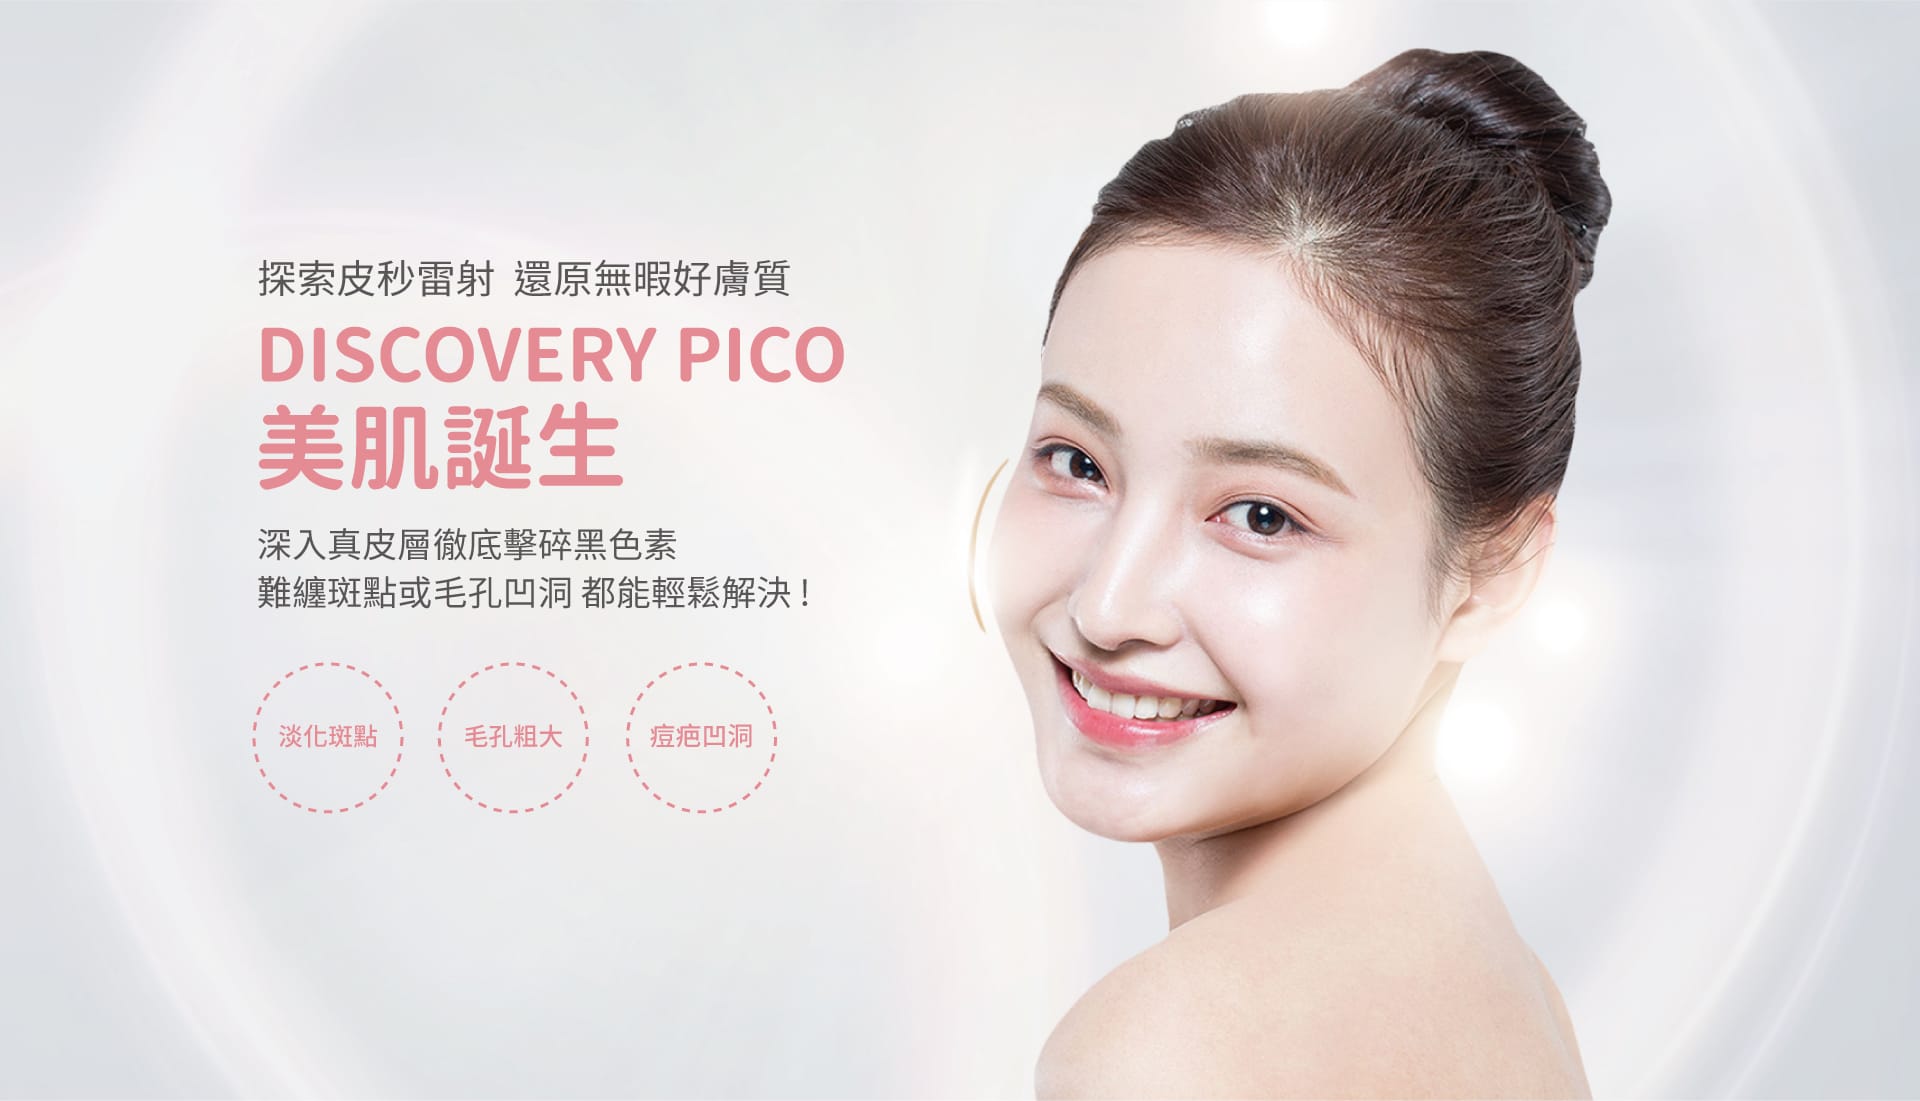 探索皮秒雷射 還原無暇好膚質
DISCOVERY PICO
美肌誕生
深入真皮層徹底擊碎黑色素
難纏斑點或毛孔凹洞 都能輕鬆解決！
淡化斑點
毛孔粗大
痘疤凹洞